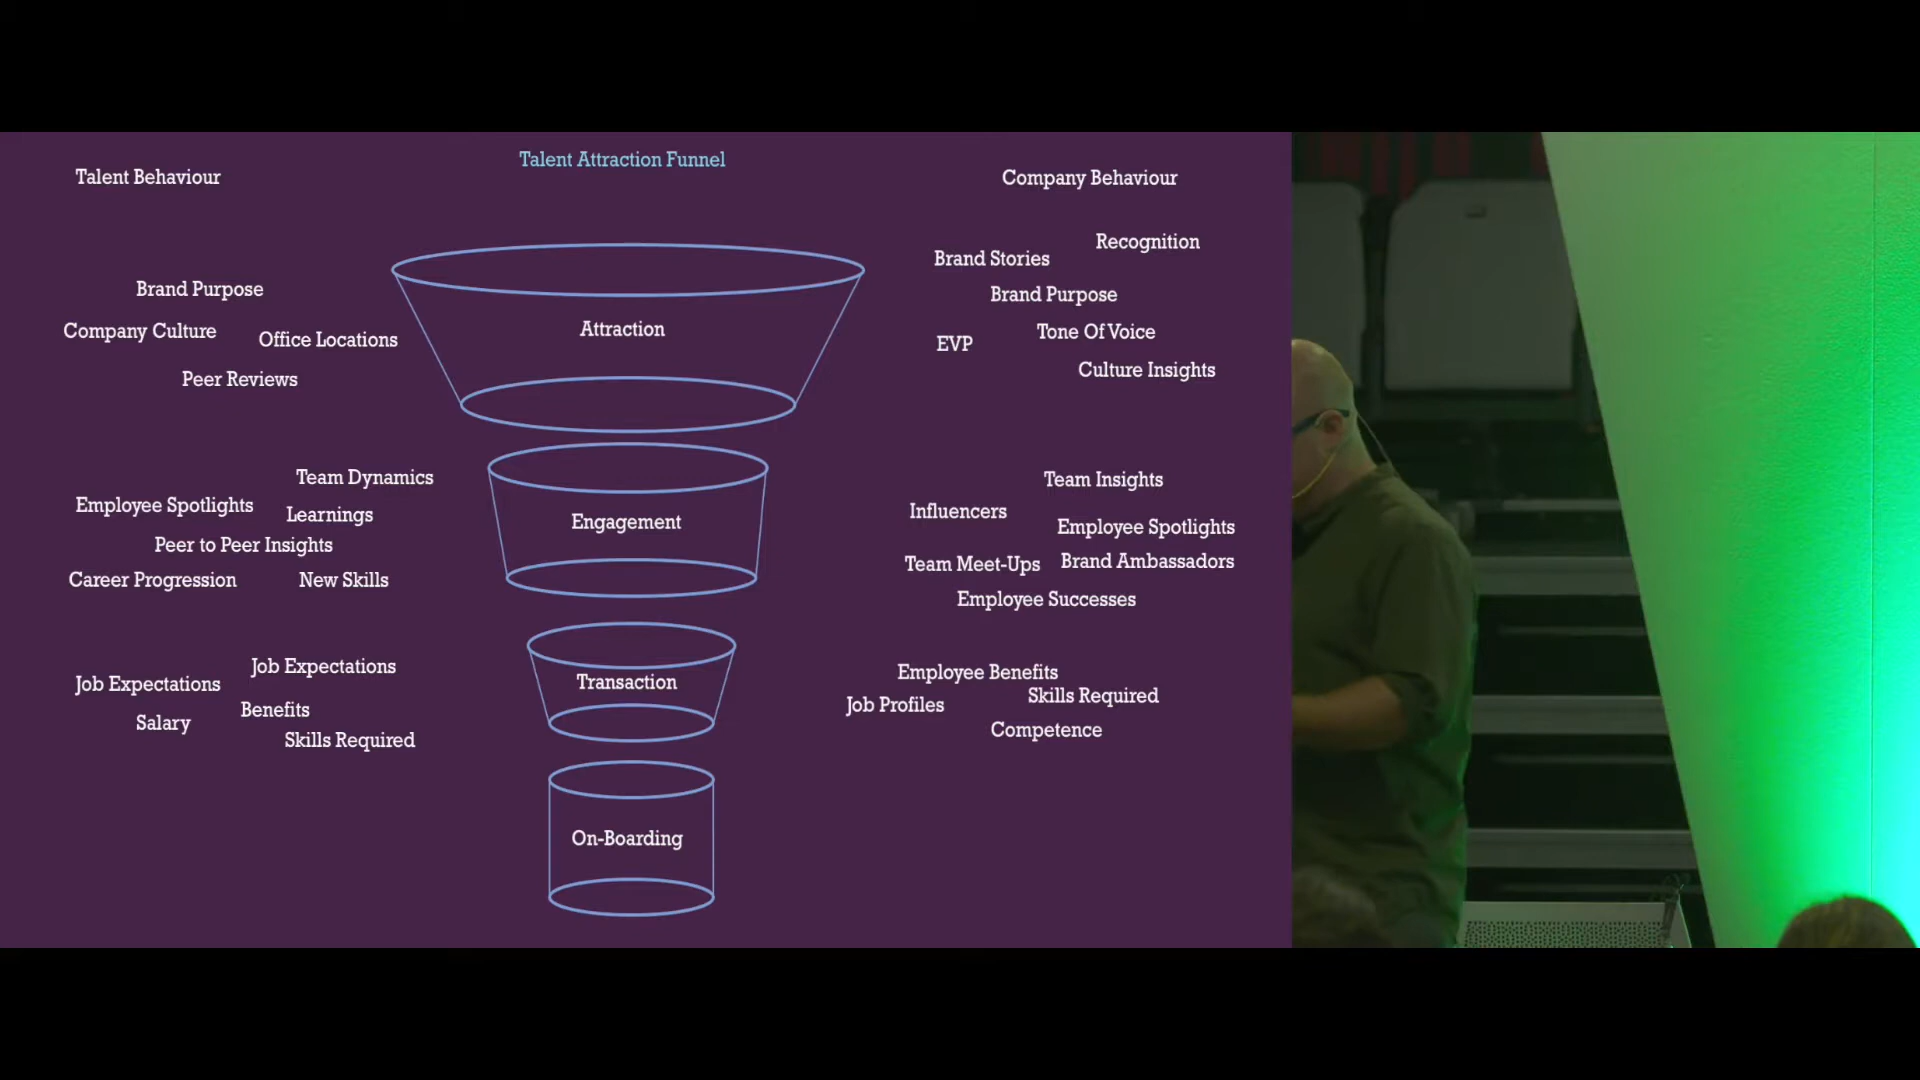 Talent Attraction Funnel
Talent Behaviour
Company Behaviour
Brand Purpose
Company Culture
Office Locations
Peer Reviews
Attraction
Recognition
Brand Stories
Brand Purpose
Tone Of Voice
EVP
Culture Insights
Team Dynamics
Employee Spotlights
Learnings
Peer to Peer Insights
Career Progression
New Skills
Engagement
Team Insights
Influencers
Employee Spotlights
Team Meet-Ups
Brand Ambassadors
Employee Successes
Job Expectations
Job Expectations
Benefits
Salary
Skills Required
Transaction
Employee Benefits
Skills Required
Job Profiles
Competence
On-Boarding